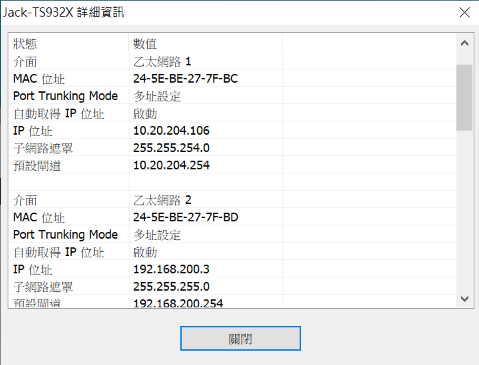 Jack-TS932X 詳細資訊
狀態 數值
介面 乙太網路 1
MAC 位址 24-5E-BE-27-7F-BC
Port Trunking Mode 多址設定
自動取得 IP 位址 啟動
IP 位址 10.20.204.106
子網路遮罩 255.255.254.0
預設閘道 10.20.204.254
介面 乙太網路 2
MAC 位址 24-5E-BE-27-7F-BD
Port Trunking Mode 多址設定
自動取得 IP 位址 啟動
IP 位址 192.168.200.3
子網路遮罩 255.255.255.0
預設閘道 192.168.200.254
關閉